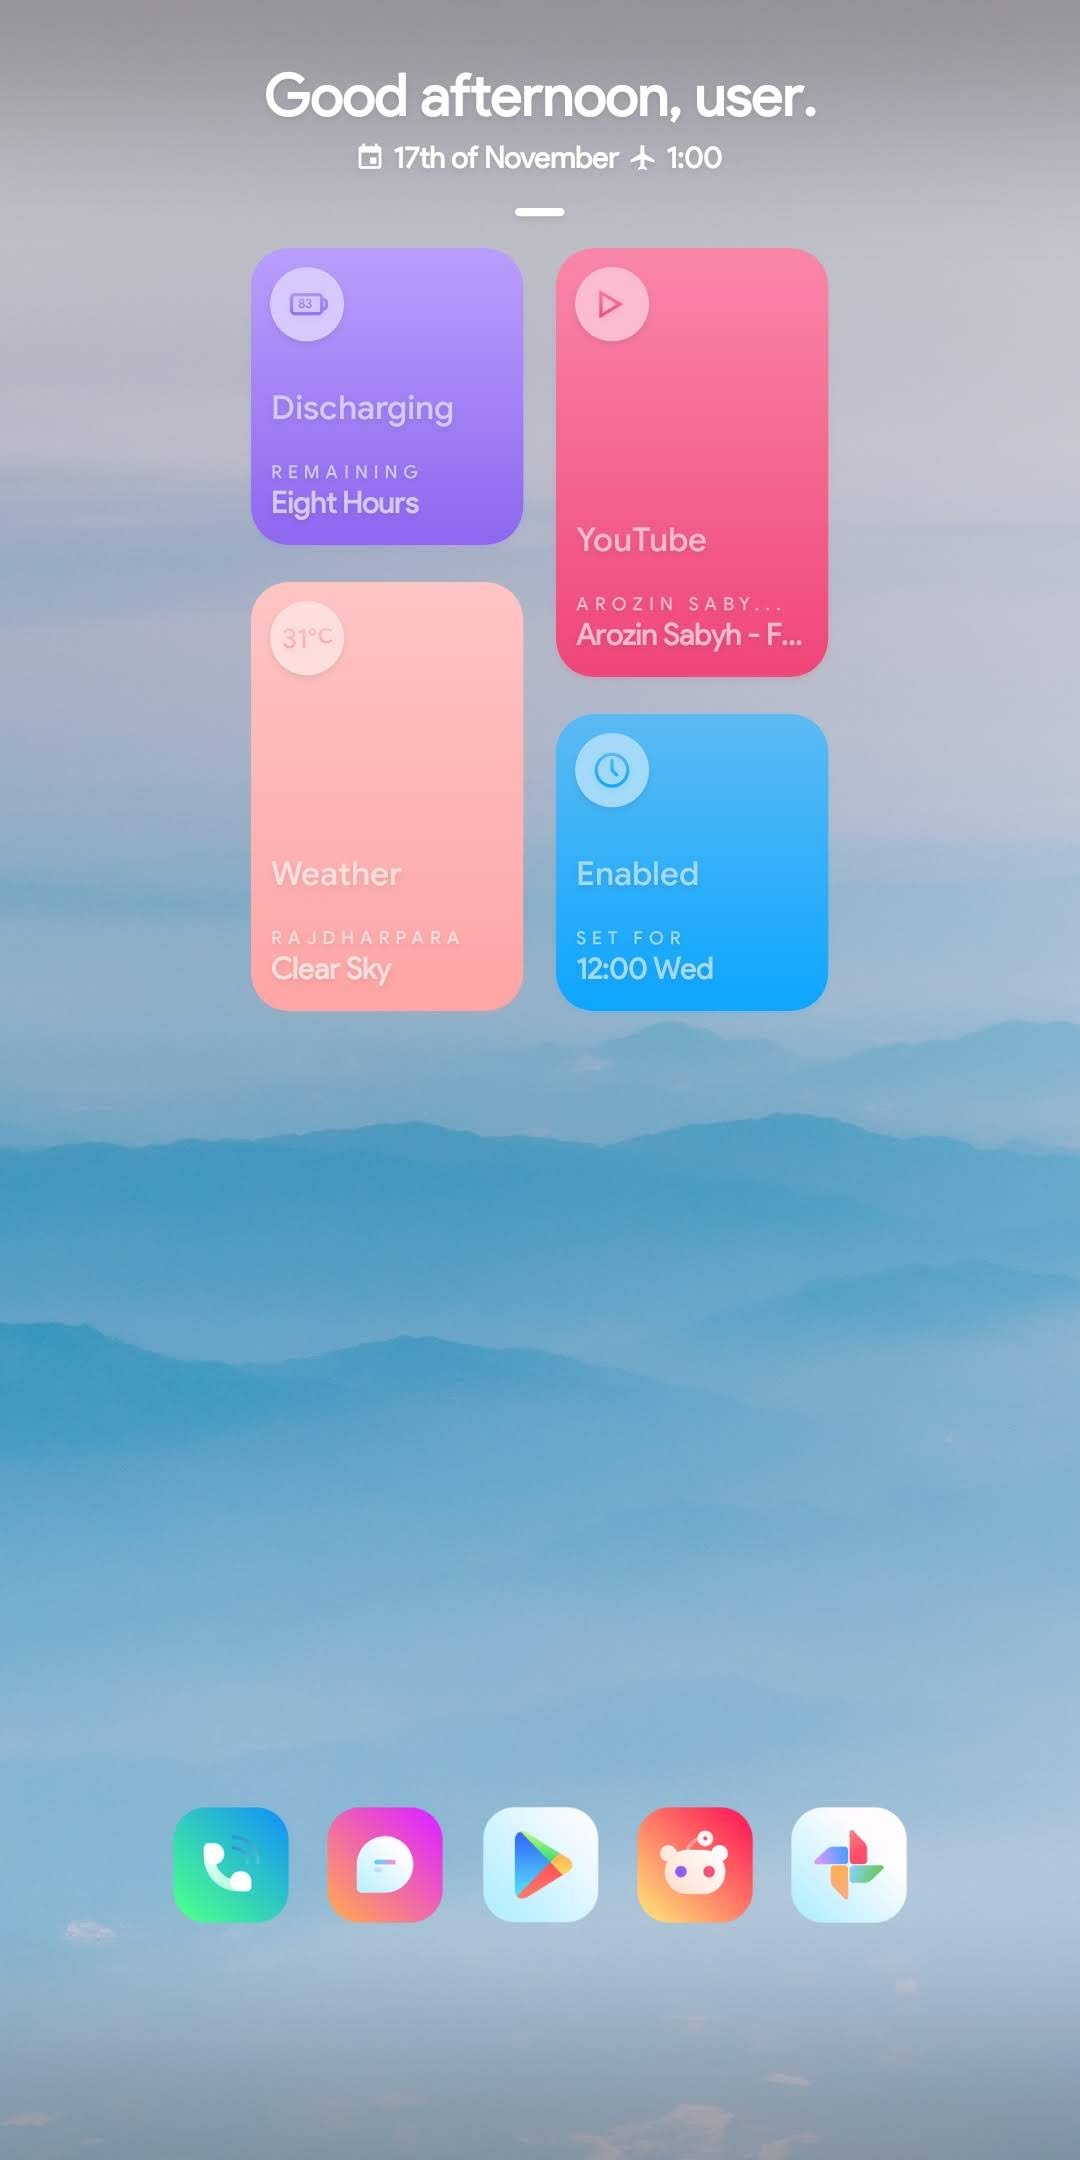 Good afternoon, user.
17th of November 1:00
83
Discharging
REMAINING
Eight Hours
YouTube
AROZIN SABY...
Arozin Sabyh - F...
31°C
Weather
RAJDHARPARA
Clear Sky
Enabled
SET FOR
12:00 Wed